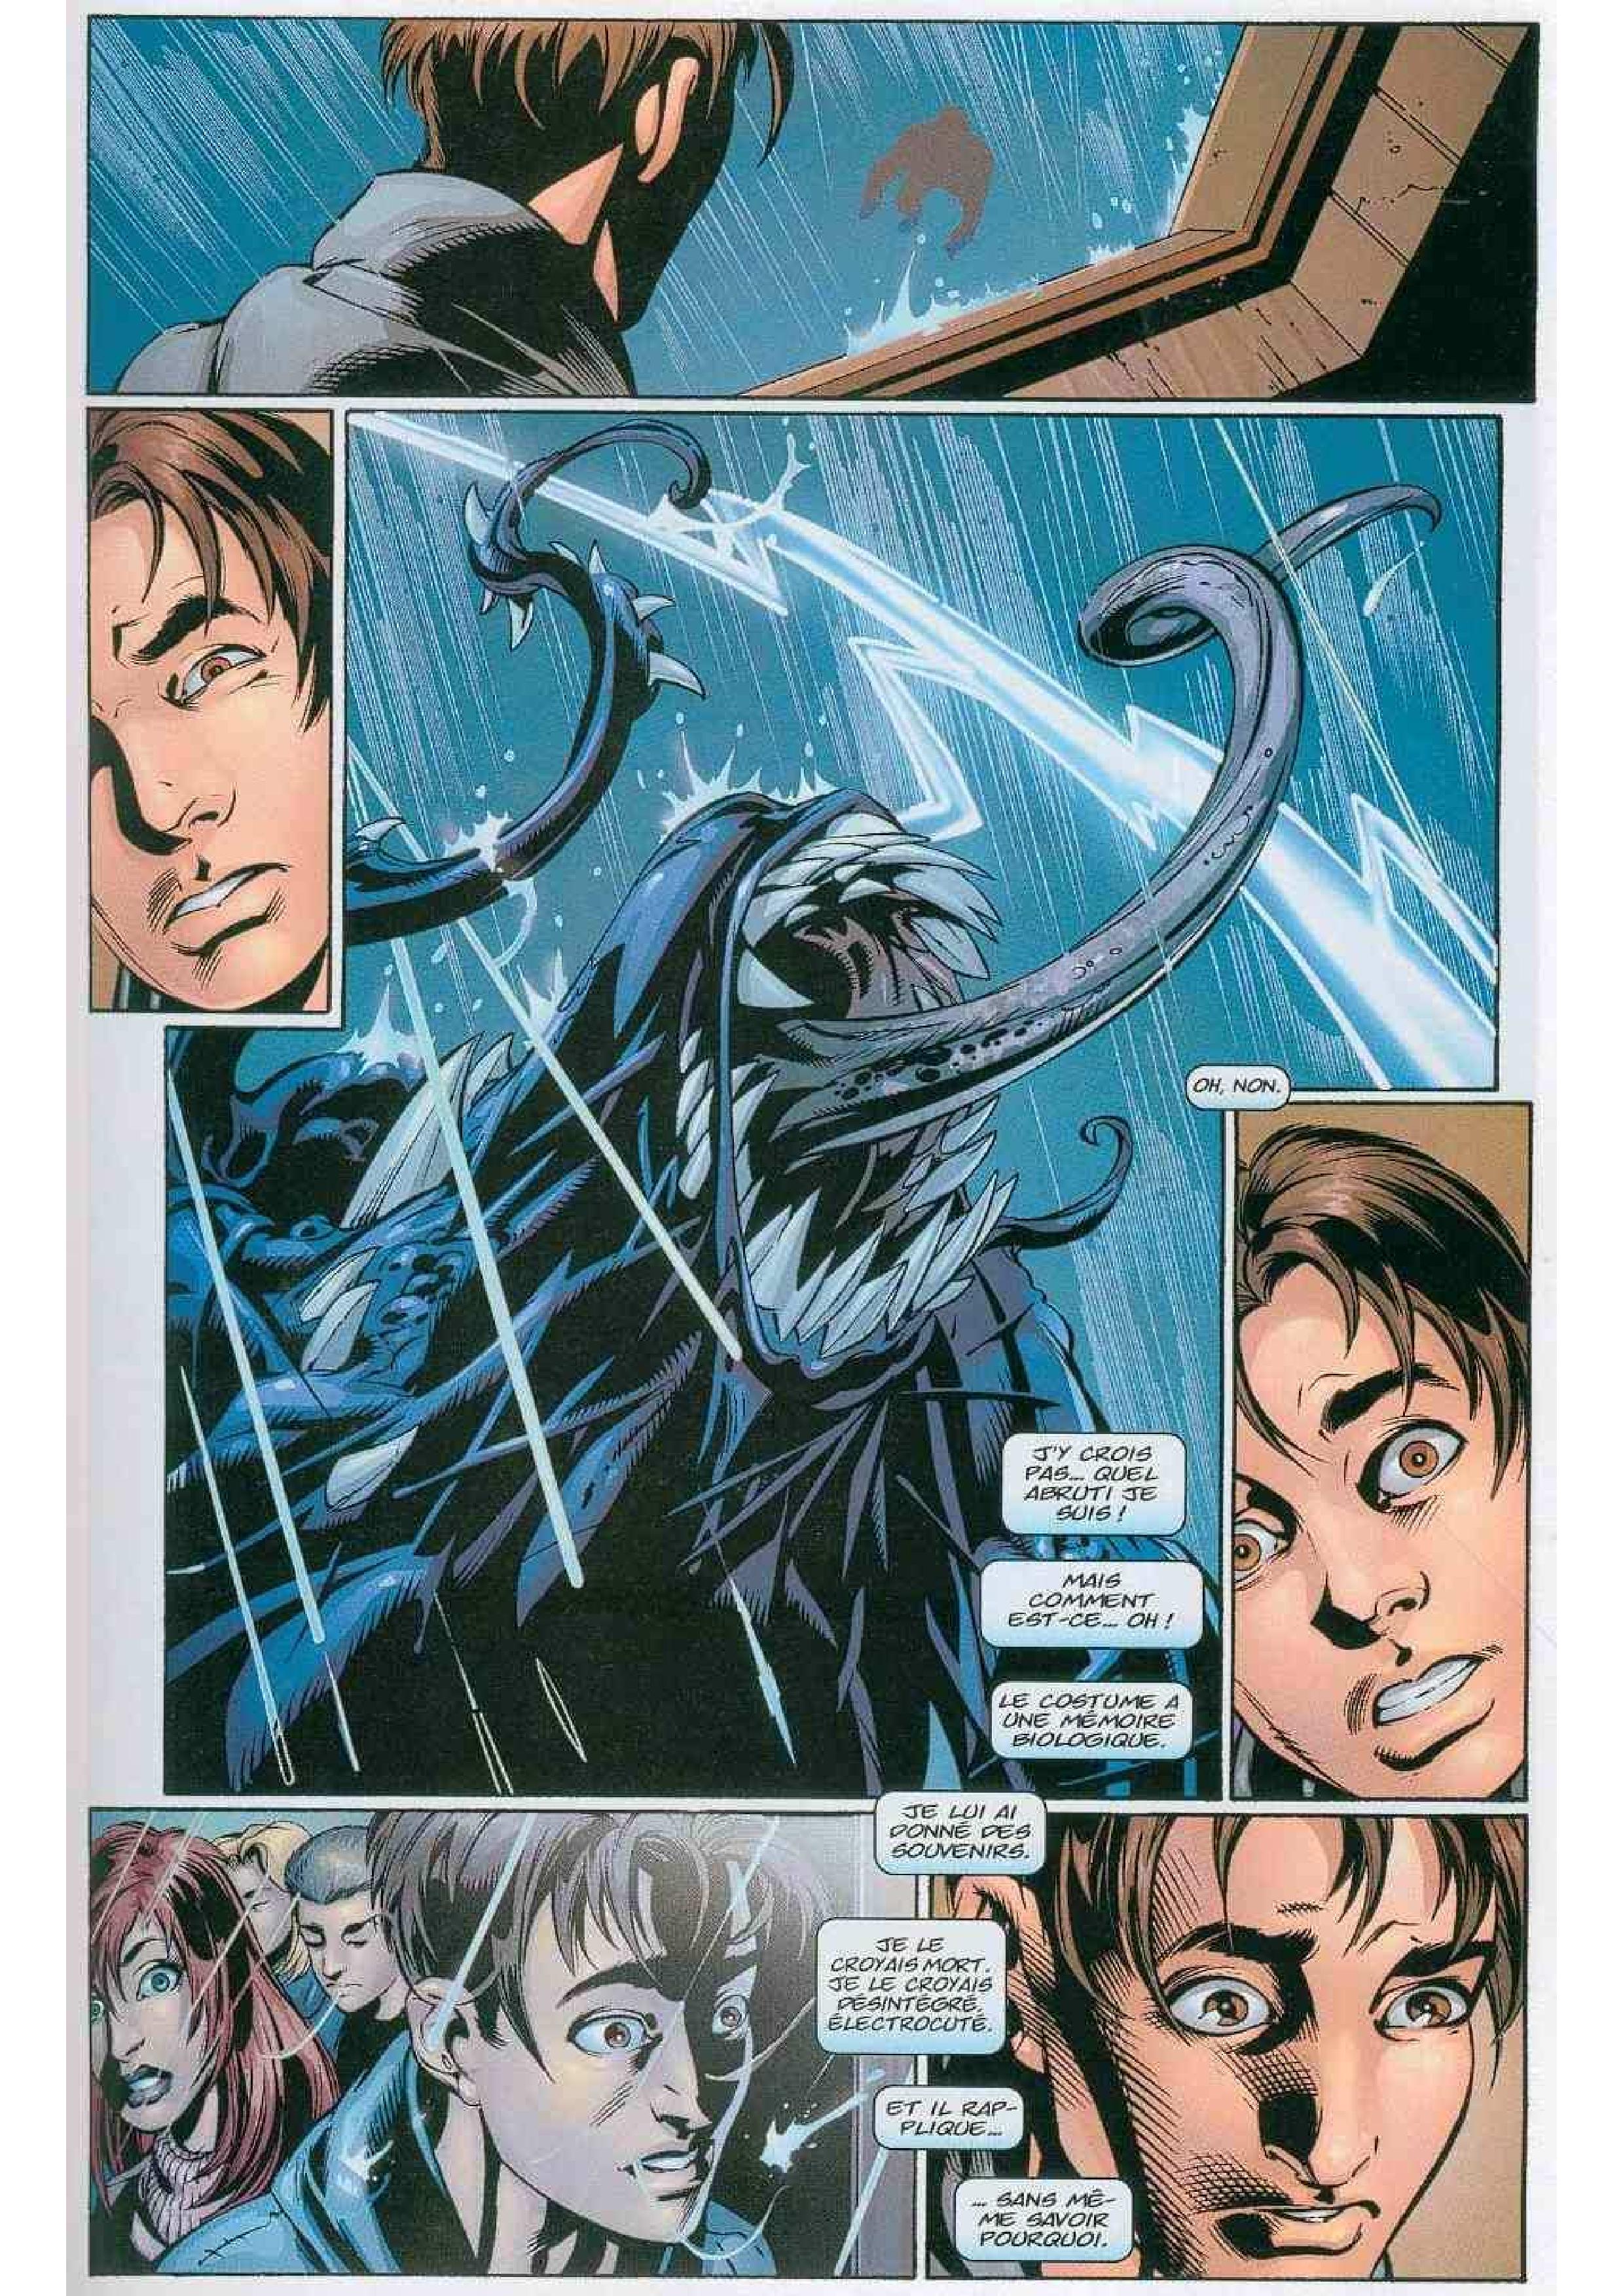 OH, NON.
J'Y CROIS
PAS... QUEL
ABRUTI JE
SUIS !
MAIS
COMMENT
EST-CE... OH !
LE COSTUME A
UNE MÉMOIRE
BIOLOGIQUE.
JE LUI AI
DONNÉ DES
SOUVENIRS.
JE LE
CROYAIS MORT.
JE LE CROYAIS
DÉSINTÉGRÉ,
ÉLECTROCUTÉ.
ET IL RAP-
PLIQUE...
... SANS MÊ-
ME SAVOIR
POURQUOI.